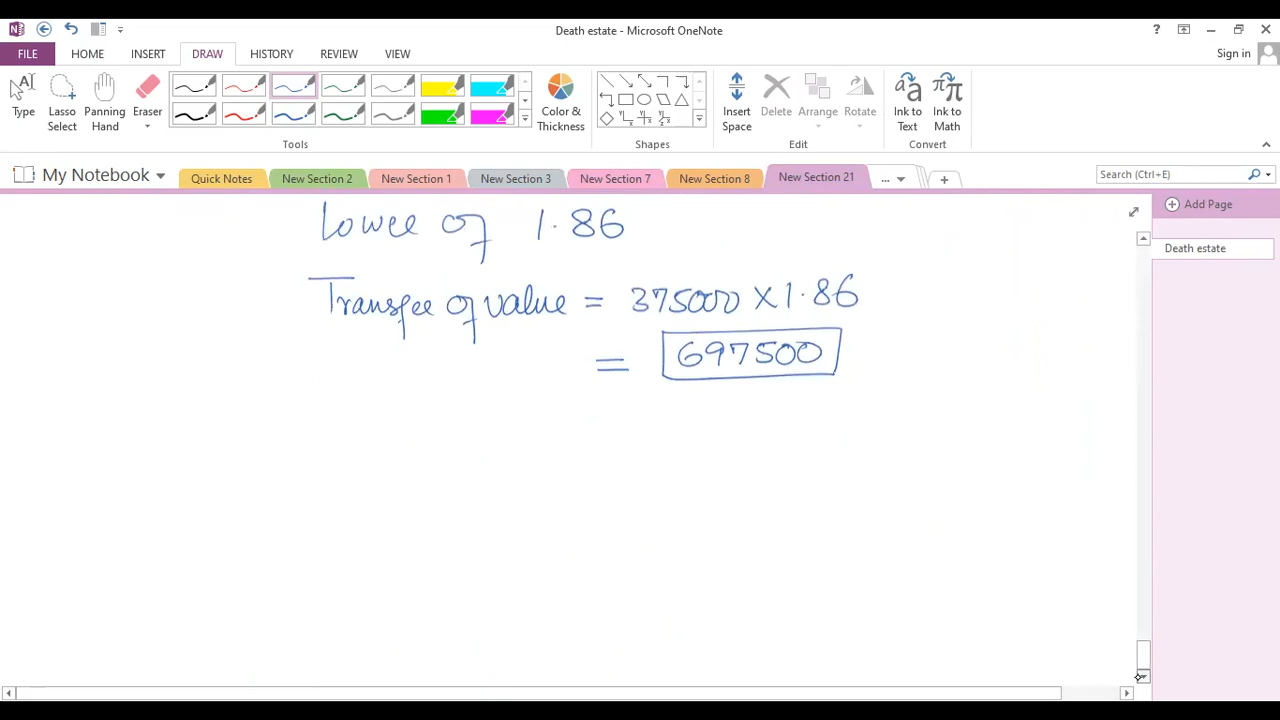 Death estate - Microsoft OneNote
Sign in
FILE HOME INSERT DRAW HISTORY REVIEW VIEW
Type Lasso Select Panning Hand Eraser Color & Thickness Insert Space Delete Arrange Rotate Ink to Text Ink to Math
Tools Shapes Edit Convert
My Notebook Quick Notes New Section 2 New Section 1 New Section 3 New Section 7 New Section 8 New Section 21 ... Search (Ctrl+E)
Add Page
Death estate
Lower of 1.86
Transfer of value = 375000 X 1.86
= 697500